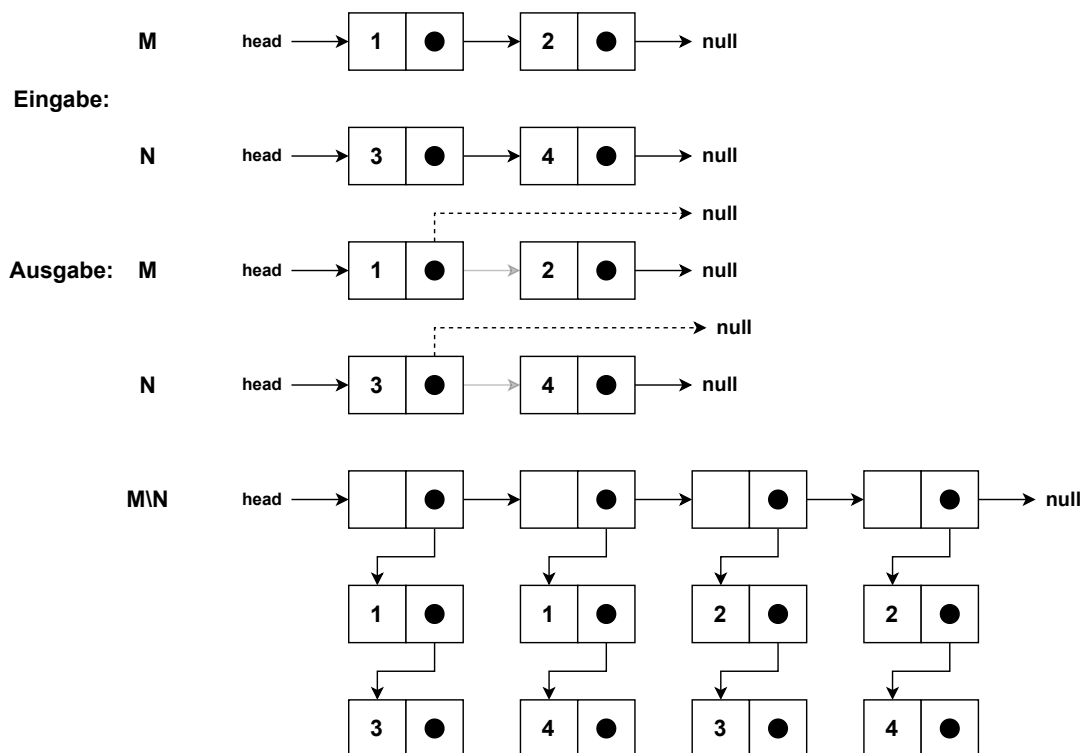 M head 1 2 null
Eingabe:
N head 3 4 null
null
Ausgabe: M head 1 2 null
null
N head 3 4 null
M\N head null
1 1 2 2
3 4 3 4